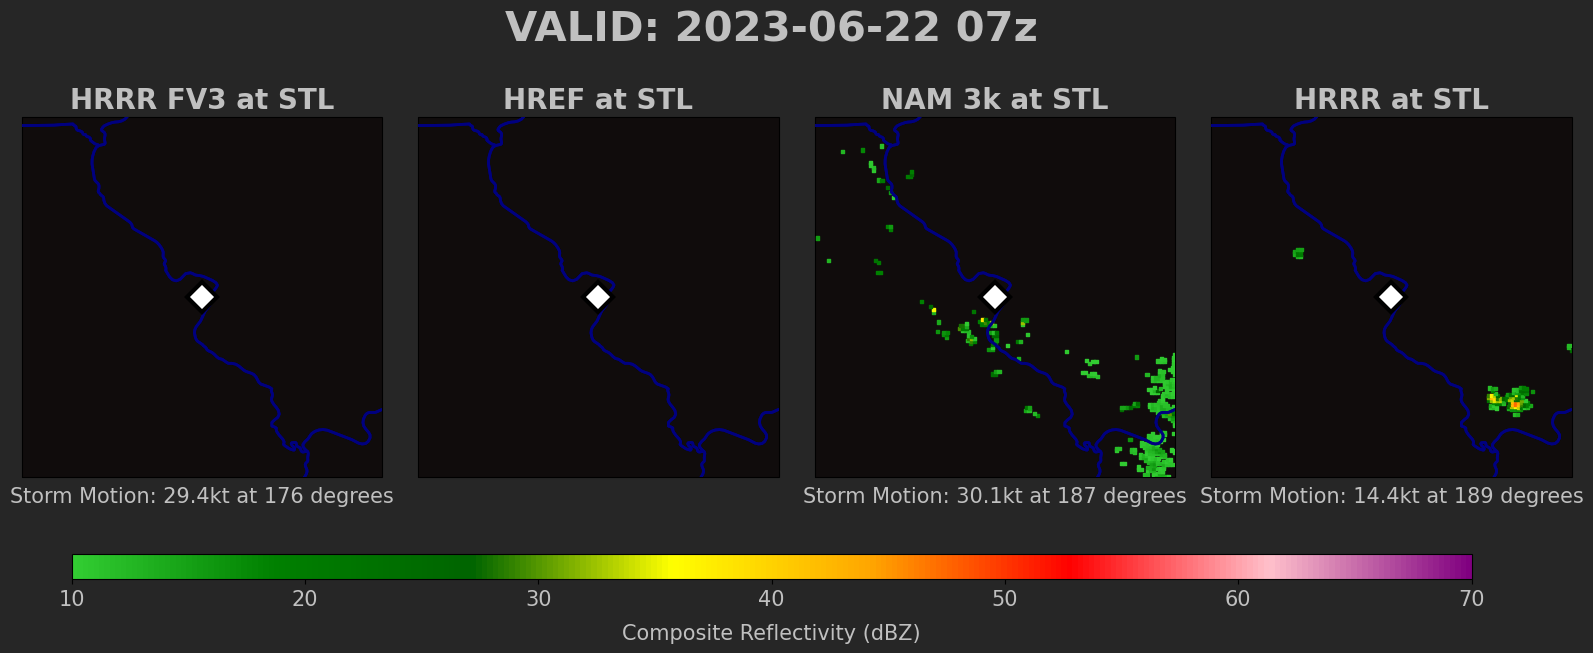 VALID: 2023-06-22 07z
HRRR FV3 at STL
HREF at STL
NAM 3k at STL
HRRR at STL
Storm Motion: 29.4kt at 176 degrees
Storm Motion: 30.1kt at 187 degrees
Storm Motion: 14.4kt at 189 degrees
10 20 30 40 50 60 70
Composite Reflectivity (dBZ)